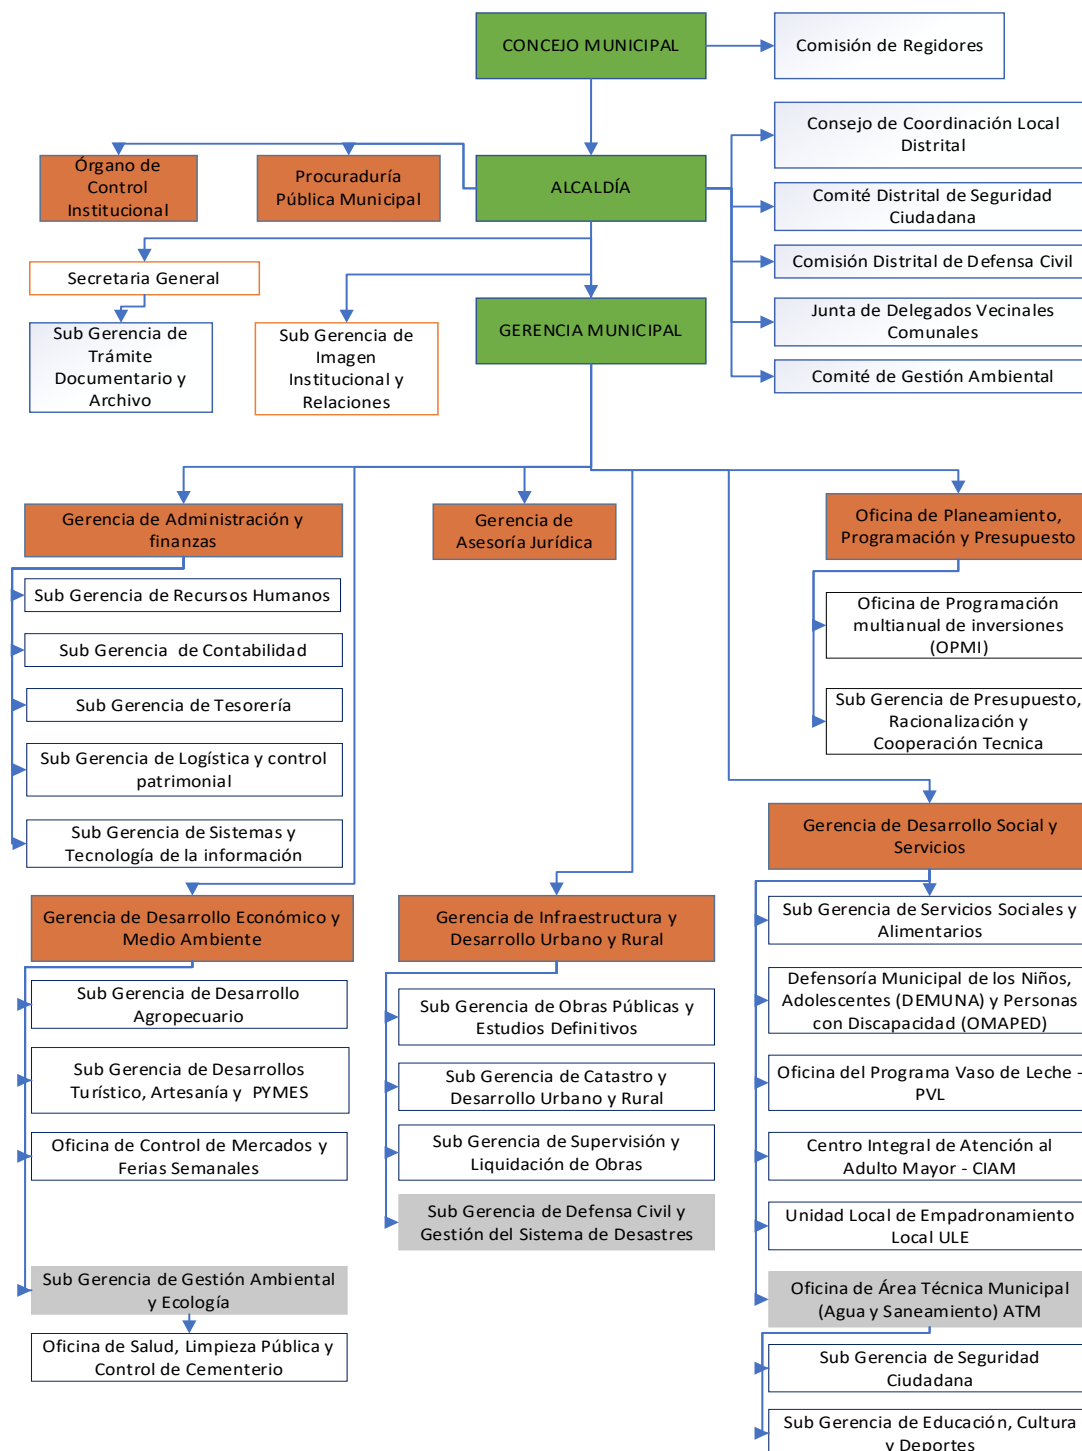 CONCEJO MUNICIPAL
Comisión de Regidores
Consejo de Coordinación Local
Distrital
Órgano de
Control
Institucional
Procuraduría
Pública Municipal
ALCALDÍA
Comité Distrital de Seguridad
Ciudadana
Comisión Distrital de Defensa Civil
Secretaria General
Junta de Delegados Vecinales
Comunales
GERENCIA MUNICIPAL
Sub Gerencia de
Trámite
Documentario y
Archivo
Sub Gerencia de
Imagen
Institucional y
Relaciones
Comité de Gestión Ambiental
Gerencia de Administración y
finanzas
Gerencia de
Asesoría Jurídica
Oficina de Planeamiento,
Programación y Presupuesto
Sub Gerencia de Recursos Humanos
Sub Gerencia de Contabilidad
Sub Gerencia de Tesorería
Sub Gerencia de Logística y control
patrimonial
Sub Gerencia de Sistemas y
Tecnología de la información
Oficina de Programación
multianual de inversiones
(OPMI)
Sub Gerencia de Presupuesto,
Racionalización y
Cooperación Tecnica
Gerencia de Desarrollo Social y
Servicios
Gerencia de Desarrollo Económico y
Medio Ambiente
Gerencia de Infraestructura y
Desarrollo Urbano y Rural
Sub Gerencia de Desarrollo
Agropecuario
Sub Gerencia de Desarrollos
Turístico, Artesanía y PYMES
Oficina de Control de Mercados y
Ferias Semanales
Sub Gerencia de Gestión Ambiental
y Ecología
Oficina de Salud, Limpieza Pública y
Control de Cementerio
Sub Gerencia de Obras Públicas y
Estudios Definitivos
Sub Gerencia de Catastro y
Desarrollo Urbano y Rural
Sub Gerencia de Supervisión y
Liquidación de Obras
Sub Gerencia de Defensa Civil y
Gestión del Sistema de Desastres
Sub Gerencia de Servicios Sociales y
Alimentarios
Defensoría Municipal de los Niños,
Adolescentes (DEMUNA) y Personas
con Discapacidad (OMAPED)
Oficina del Programa Vaso de Leche -
PVL
Centro Integral de Atención al
Adulto Mayor - CIAM
Unidad Local de Empadronamiento
Local ULE
Oficina de Área Técnica Municipal
(Agua y Saneamiento) ATM
Sub Gerencia de Seguridad
Ciudadana
Sub Gerencia de Educación, Cultura
y Deportes